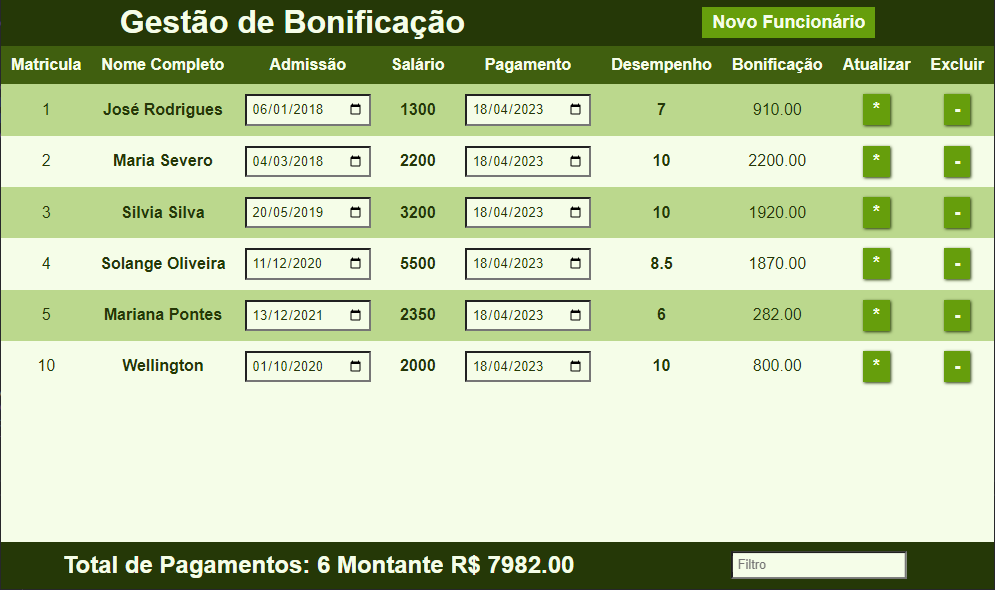 Gestão de Bonificação Novo Funcionário
Matricula Nome Completo Admissão Salário Pagamento Desempenho Bonificação Atualizar Excluir
1 José Rodrigues 06/01/2018 1300 18/04/2023 7 910.00 * -
2 Maria Severo 04/03/2018 2200 18/04/2023 10 2200.00 * -
3 Silvia Silva 20/05/2019 3200 18/04/2023 10 1920.00 * -
4 Solange Oliveira 11/12/2020 5500 18/04/2023 8.5 1870.00 * -
5 Mariana Pontes 13/12/2021 2350 18/04/2023 6 282.00 * -
10 Wellington 01/10/2020 2000 18/04/2023 10 800.00 * -
Total de Pagamentos: 6 Montante R$ 7982.00 Filtro